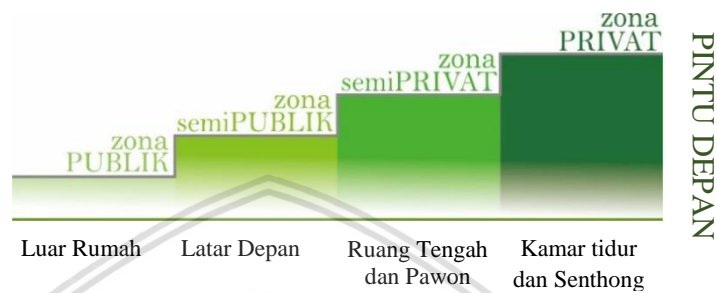 zona
PUBLIK
zona
semiPUBLIK
zona
semiPRIVAT
zona
PRIVAT
PINTU DEPAN
Luar Rumah
Latar Depan
Ruang Tengah
dan Pawon
Kamar tidur
dan Senthong